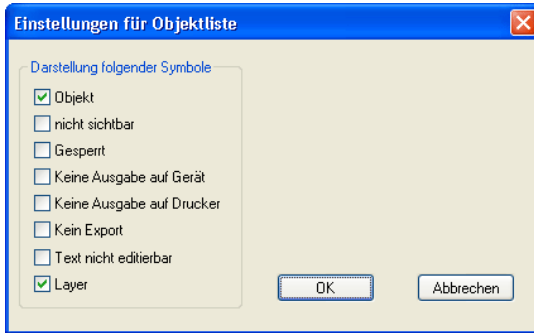 Einstellungen für Objektliste
Darstellung folgender Symbole
Objekt
nicht sichtbar
Gesperrt
Keine Ausgabe auf Gerät
Keine Ausgabe auf Drucker
Kein Export
Text nicht editierbar
Layer
OK
Abbrechen